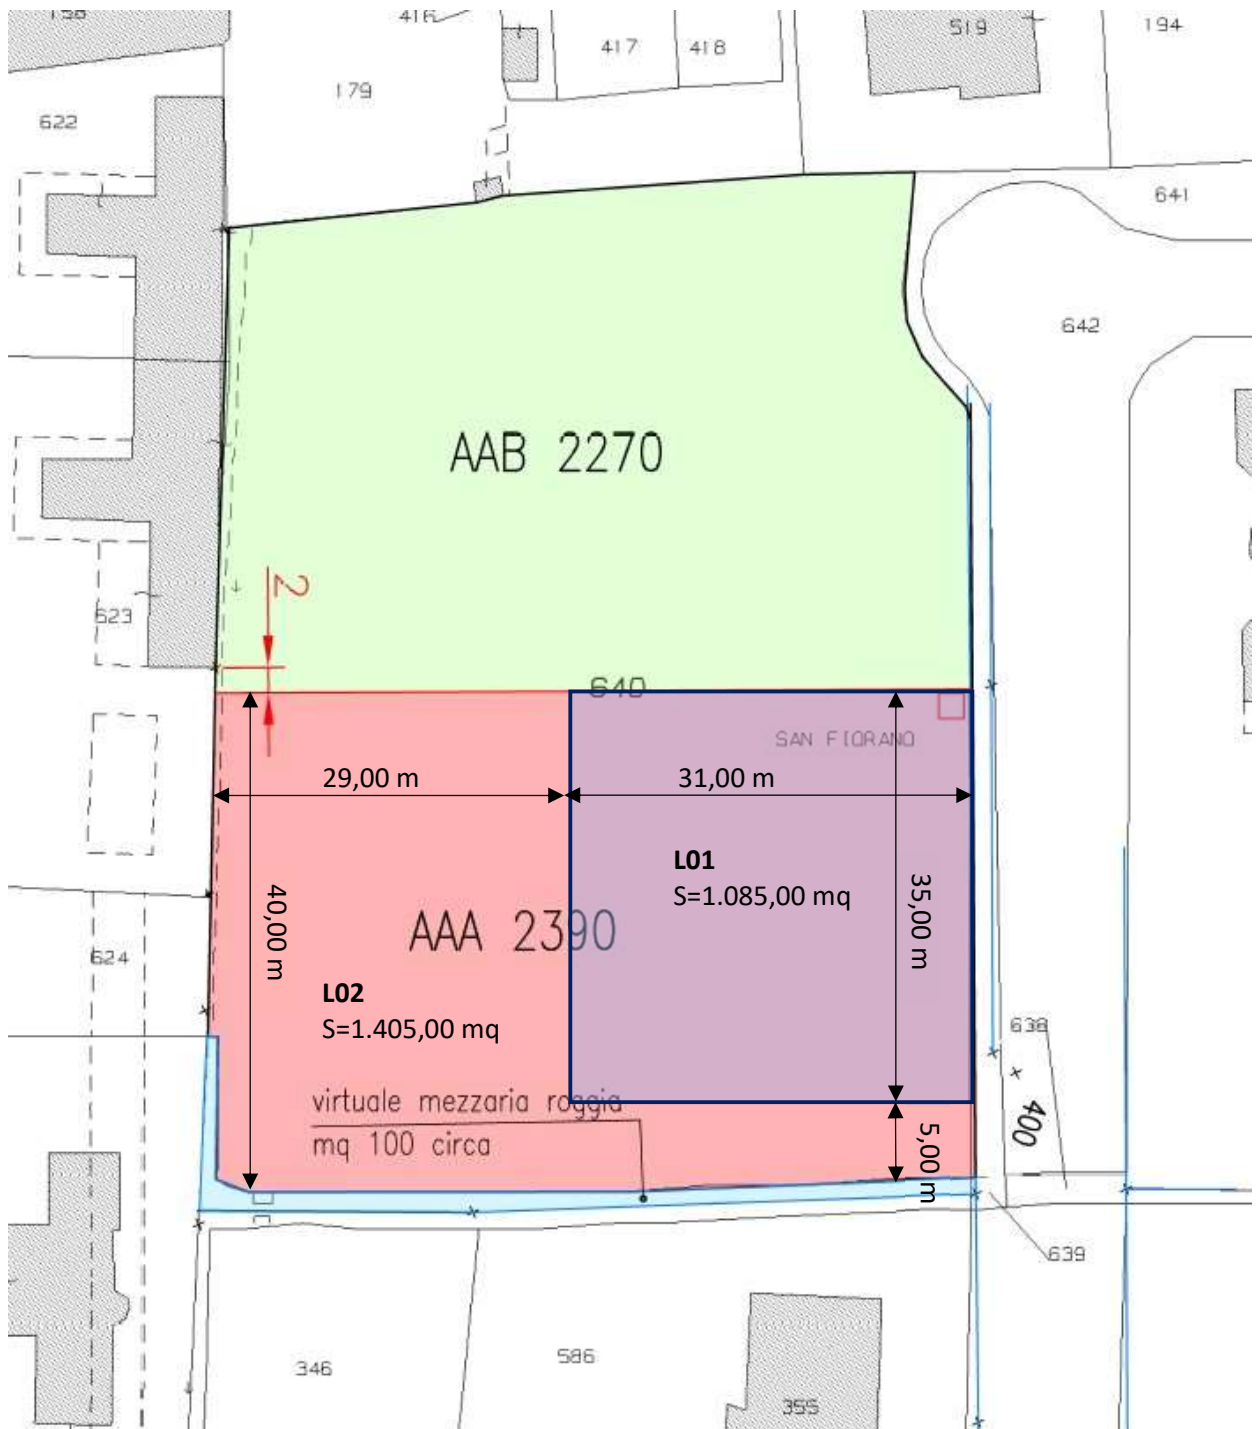 158
416
417
418
519
194
179
622
641
642
AAB 2270
2
623
640
SAN FIORANO
29,00 m
31,00 m
L01
S=1.085,00 mq
40,00 m
35,00 m
AAA 2390
624
L02
S=1.405,00 mq
638
400
virtuale mezzaria roggia
mq 100 circa
5,00 m
639
346
586
355